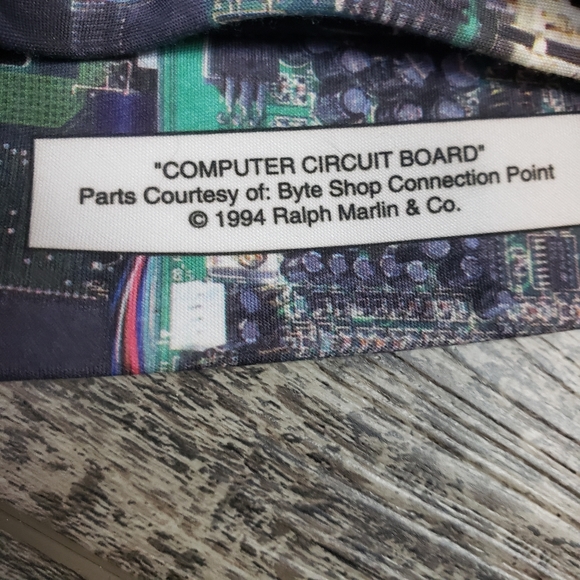 "COMPUTER CIRCUIT BOARD"
Parts Courtesy of: Byte Shop Connection Point
© 1994 Ralph Marlin & Co.